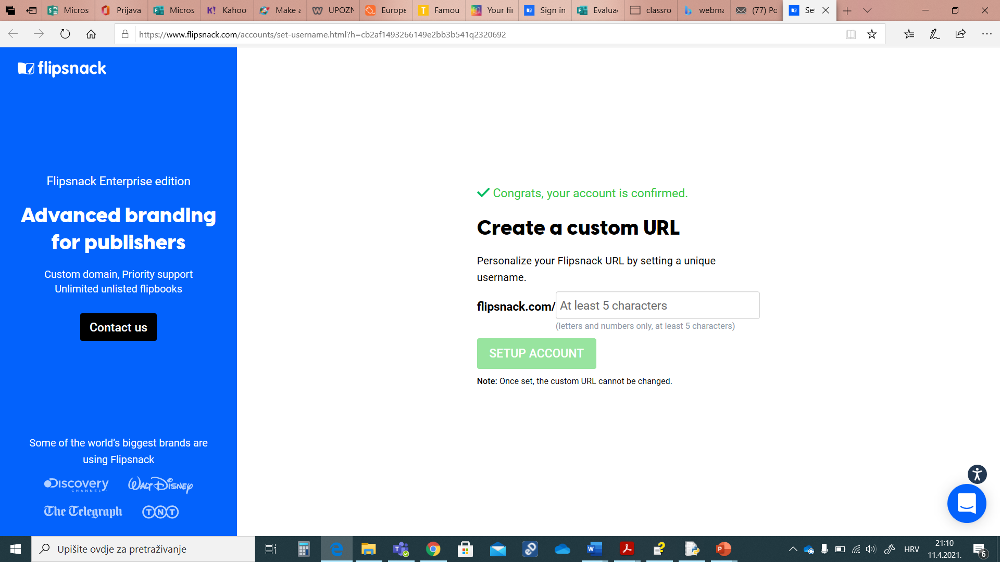 Micros
Prijava
Micros
Kahoo
Make a
UPOZN
Europe
Famou
Your fi
Sign in
Evaluac
classro
webma
(77) Po
Se
https://www.flipsnack.com/accounts/set-username.html?h=cb2af1493266149e2bb3b541q2320692
flipsnack
Flipsnack Enterprise edition
Advanced branding
for publishers
Custom domain, Priority support
Unlimited unlisted flipbooks
Contact us
Some of the world’s biggest brands are
using Flipsnack
Discovery
CHANNEL
WALT DISNEY
The Telegraph
TNT
Congrats, your account is confirmed.
Create a custom URL
Personalize your Flipsnack URL by setting a unique
username.
flipsnack.com/ At least 5 characters
(letters and numbers only, at least 5 characters)
SETUP ACCOUNT
Note: Once set, the custom URL cannot be changed.
Upišite ovdje za pretraživanje
HRV
21:10
11.4.2021.
6